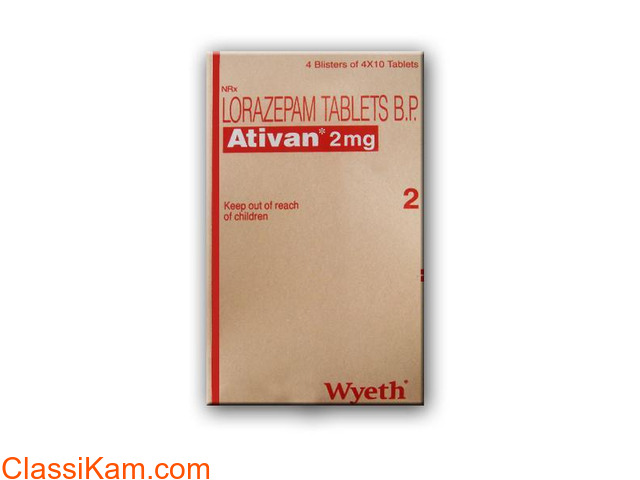 4 Blisters of 4X10 Tablets
NRx
LORAZEPAM TABLETS B.P.
Ativan* 2mg
Keep out of reach
of children
2
Wyeth*
ClassiKam.com